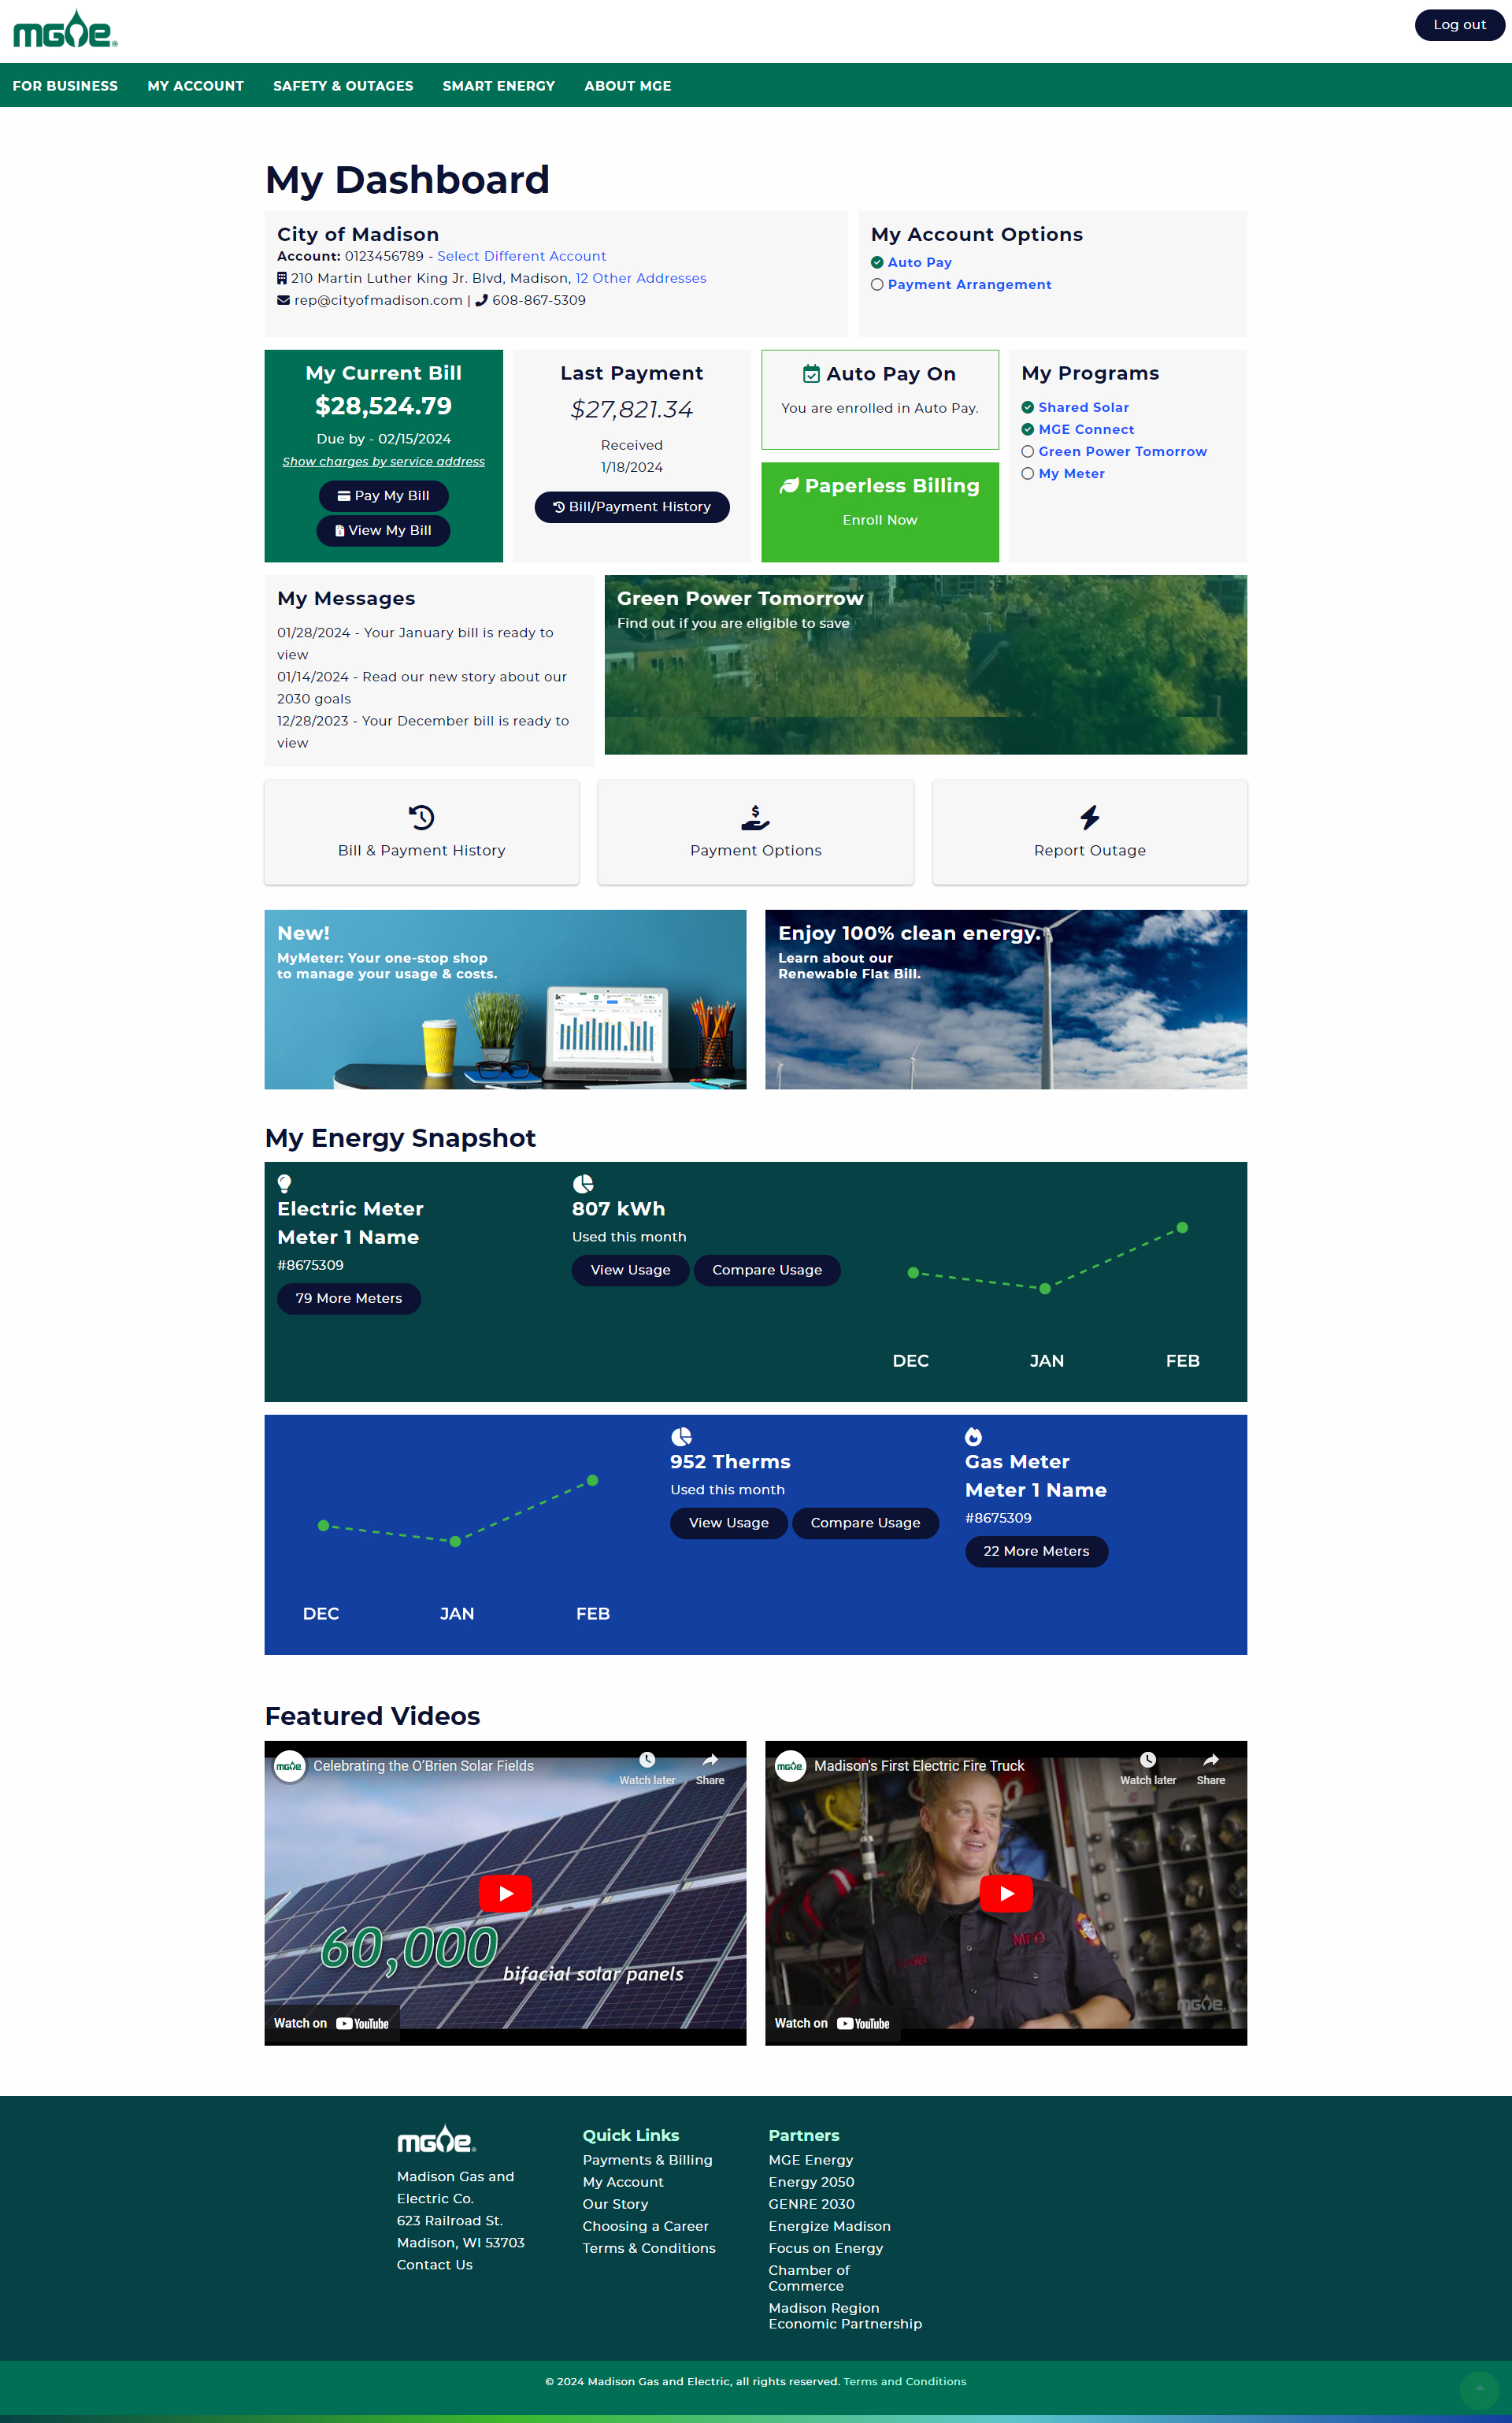 mge®
Log out
FOR BUSINESS MY ACCOUNT SAFETY & OUTAGES SMART ENERGY ABOUT MGE
My Dashboard
City of Madison
Account: 0123456789 - Select Different Account
210 Martin Luther King Jr. Blvd, Madison, 12 Other Addresses
rep@cityofmadison.com | 608-867-5309
My Account Options
Auto Pay
Payment Arrangement
My Current Bill
$28,524.79
Due by - 02/15/2024
Show charges by service address
Pay My Bill
View My Bill
Last Payment
$27,821.34
Received
1/18/2024
Bill/Payment History
Auto Pay On
You are enrolled in Auto Pay.
Paperless Billing
Enroll Now
My Programs
Shared Solar
MGE Connect
Green Power Tomorrow
My Meter
My Messages
01/28/2024 - Your January bill is ready to
view
01/14/2024 - Read our new story about our
2030 goals
12/28/2023 - Your December bill is ready to
view
Green Power Tomorrow
Find out if you are eligible to save
Bill & Payment History
Payment Options
Report Outage
New!
MyMeter: Your one-stop shop
to manage your usage & costs.
Enjoy 100% clean energy.
Learn about our
Renewable Flat Bill.
My Energy Snapshot
Electric Meter
Meter 1 Name
#8675309
79 More Meters
807 kWh
Used this month
View Usage Compare Usage
DEC JAN FEB
DEC JAN FEB
952 Therms
Used this month
View Usage Compare Usage
Gas Meter
Meter 1 Name
#8675309
22 More Meters
Featured Videos
mge Celebrating the O'Brien Solar Fields
Watch later Share
60,000
bifacial solar panels
Watch on YouTube
mge Madison's First Electric Fire Truck
Watch later Share
MFD
mge
Watch on YouTube
mge®
Madison Gas and
Electric Co.
623 Railroad St.
Madison, WI 53703
Contact Us
Quick Links
Payments & Billing
My Account
Our Story
Choosing a Career
Terms & Conditions
Partners
MGE Energy
Energy 2050
GENRE 2030
Energize Madison
Focus on Energy
Chamber of
Commerce
Madison Region
Economic Partnership
© 2024 Madison Gas and Electric, all rights reserved. Terms and Conditions